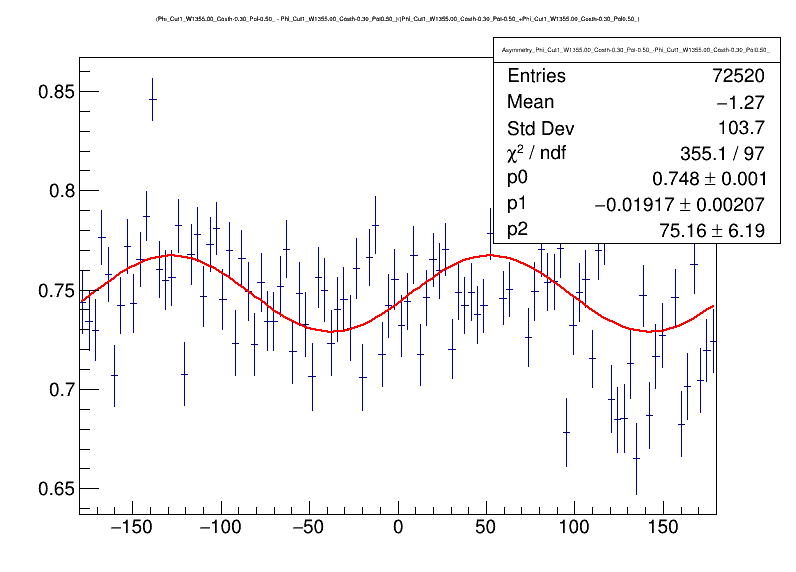 (Phi_Cut1_W1355.00_Costh-0.30_Pol-0.50_ - Phi_Cut1_W1355.00_Costh-0.30_Pol0.50_)/(Phi_Cut1_W1355.00_Costh-0.30_Pol-0.50_+Phi_Cut1_W1355.00_Costh-0.30_Pol0.50_)
Asymmetry_Phi_Cut1_W1355.00_Costh-0.30_Pol-0.50_-Phi_Cut1_W1355.00_Costh-0.30_Pol0.50_
Entries 72520
Mean −1.27
Std Dev 103.7
χ² / ndf 355.1 / 97
p0 0.748 ± 0.001
p1 −0.01917 ± 0.00207
p2 75.16 ± 6.19
0.85
0.8
0.75
0.7
0.65
−150 −100 −50 0 50 100 150